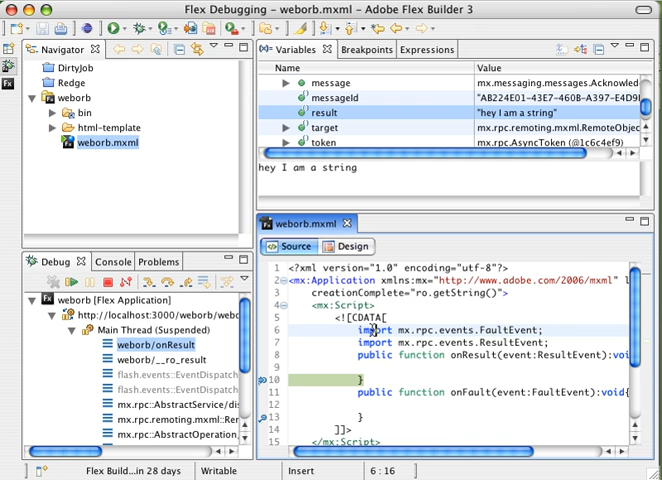 Flex Debugging - weborb.mxml - Adobe Flex Builder 3
Navigator
DirtyJob
Redge
weborb
bin
html-template
weborb.mxml
Variables
Breakpoints
Expressions
Name
Value
message
mx.messaging.messages.Acknowled
messageId
"AB224E01-43E7-460B-A397-E4D9
result
"hey I am a string"
target
mx.rpc.remoting.mxml.RemoteObjec
token
mx.rpc.AsyncToken (@1c6c4ef9)
hey I am a string
Debug
Console
Problems
weborb [Flex Application]
http://localhost:3000/weborb/webo
Main Thread (Suspended)
weborb/onResult
weborb/__ro_result
flash.events::EventDispatch
flash.events::EventDispatch
mx.rpc::AbstractService/dis
mx.rpc.remoting.mxml::Rem
mx.rpc::AbstractOperation,
weborb.mxml
Source
Design
1 <?xml version="1.0" encoding="utf-8"?>
2 <mx:Application xmlns:mx="http://www.adobe.com/2006/mxml" l
3 creationComplete="ro.getString()">
4 <mx:Script>
5 <![CDATA[
6 import mx.rpc.events.FaultEvent;
7 import mx.rpc.events.ResultEvent;
8 public function onResult(event:ResultEvent):voi
9
10 }
11 public function onFault(event:FaultEvent):void{
12
13 }
14 ]]>
15 </mx:Script>
Flex Build...in 28 days
Writable
Insert
6 : 16